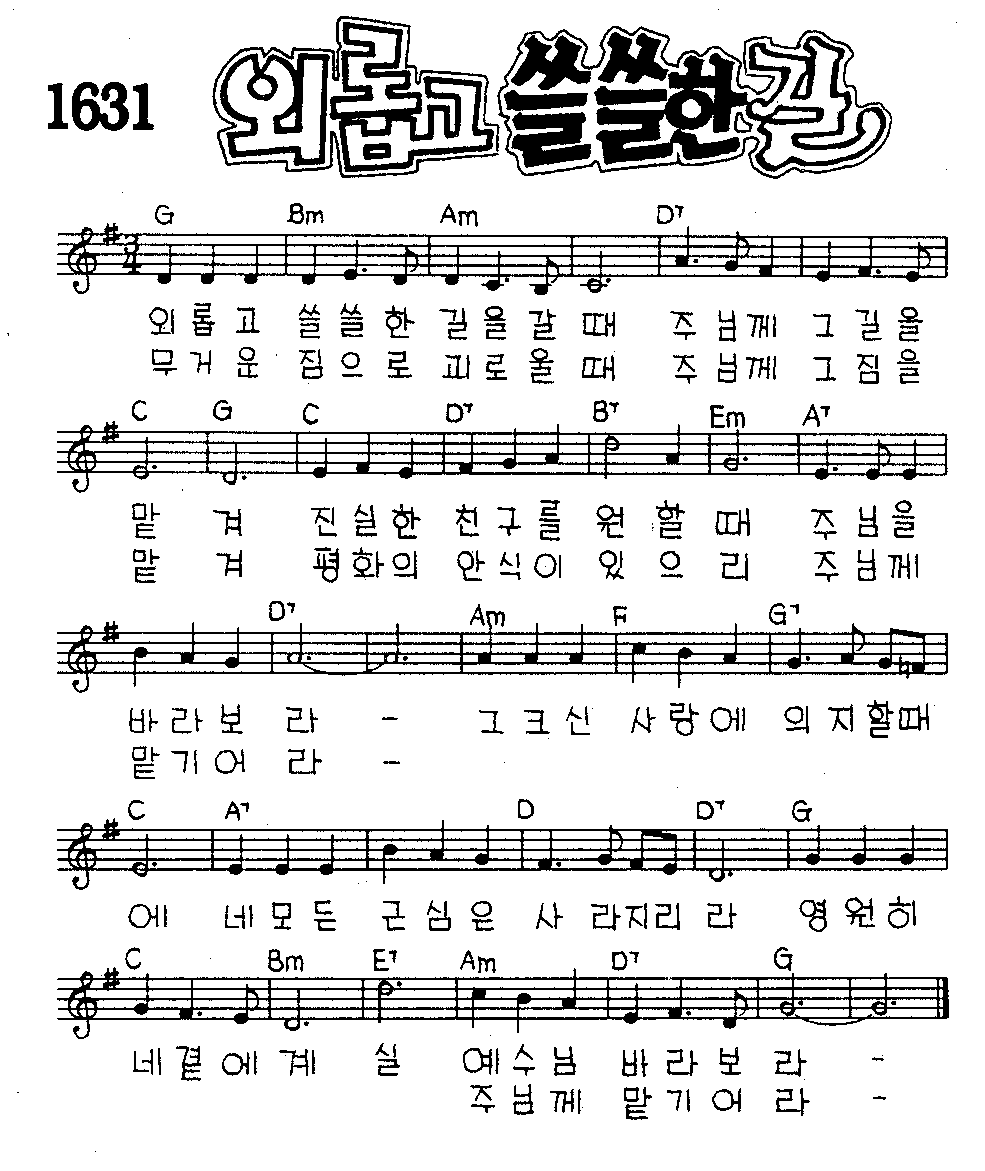 1631 외롭고 쓸쓸한 길
G Bm Am D7
3/4
외롭고 쓸쓸한 길을갈 때 주님께 그길을
무거운 짐으로 괴로울 때 주님께 그짐을
C G C D7 B7 Em A7
맡 겨 진실한 친구를 원 할 때 주님을
맡 겨 평화의 안식이 있 으 리 주님께
D7 Am F G7
바라보 라 - 그크신 사랑에 의지할때
맡기어 라 -
C A7 D D7 G
에 네모든 근심은 사 라지리 라 영원히
C Bm E7 Am D7 G
네곁에 계 실 예수님 바라보 라 -
주님께 맡기어 라 -